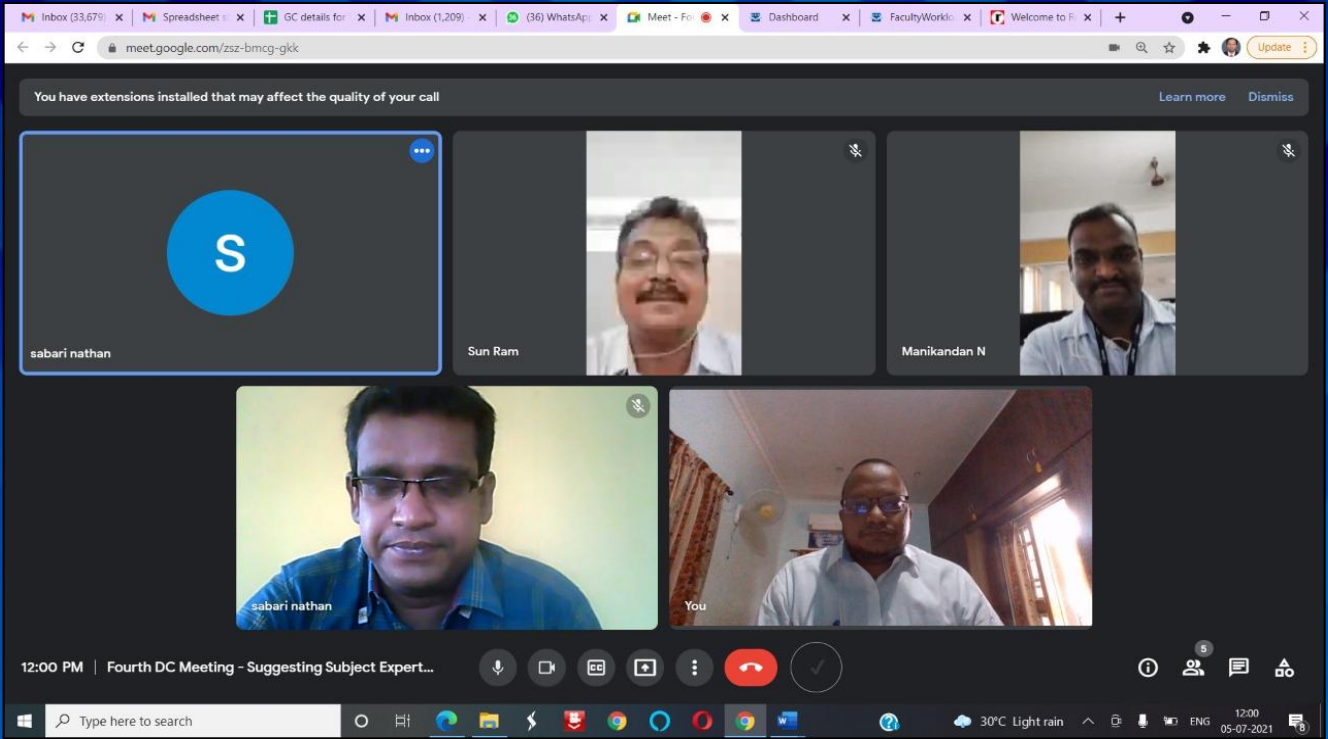 Inbox (33,679)
Spreadsheet s
GC details for
Inbox (1,209) -
(36) WhatsApp
Meet - Fo
Dashboard
FacultyWorklo
Welcome to R
meet.google.com/zsz-bmcg-gkk
Update
You have extensions installed that may affect the quality of your call
Learn more Dismiss
S
sabari nathan
Sun Ram
Manikandan N
sabari nathan
You
12:00 PM | Fourth DC Meeting - Suggesting Subject Expert...
CC
5
Type here to search
30°C Light rain
ENG
12:00
05-07-2021
8